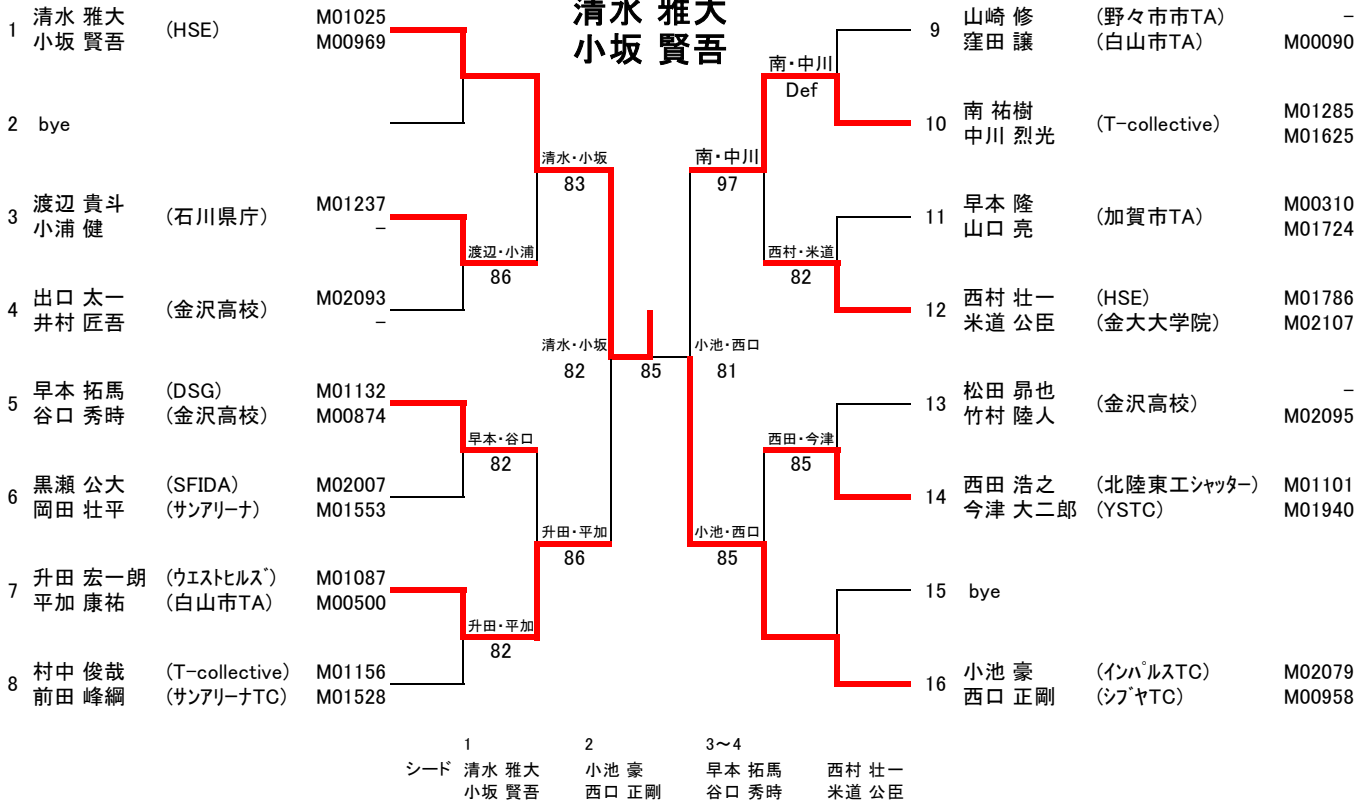 清水 雅大
小坂 賢吾
1 清水 雅大 (HSE) M01025
小坂 賢吾 M00969
2 bye
3 渡辺 貴斗 (石川県庁) M01237
小浦 健 −
4 出口 太一 (金沢高校) M02093
井村 匠吾 −
5 早本 拓馬 (DSG) M01132
谷口 秀時 (金沢高校) M00874
6 黒瀬 公大 (SFIDA) M02007
岡田 壮平 (サンアリーナ) M01553
7 升田 宏一朗 (ウエストヒルズ) M01087
平加 康祐 (白山市TA) M00500
8 村中 俊哉 (T−collective) M01156
前田 峰綱 (サンアリーナTC) M01528
渡辺・小浦
86
早本・谷口
82
升田・平加
82
清水・小坂
83
升田・平加
86
清水・小坂
82
85
小池・西口
81
南・中川
97
小池・西口
85
南・中川
Def
西村・米道
82
西田・今津
85
9 山崎 修 (野々市市TA) −
窪田 譲 (白山市TA) M00090
10 南 祐樹 (T−collective) M01285
中川 烈光 M01625
11 早本 隆 (加賀市TA) M00310
山口 亮 M01724
12 西村 壮一 (HSE) M01786
米道 公臣 (金大大学院) M02107
13 松田 昴也 (金沢高校) −
竹村 陸人 M02095
14 西田 浩之 (北陸東工シャッター) M01101
今津 大二郎 (YSTC) M01940
15 bye
16 小池 豪 (インパルスTC) M02079
西口 正剛 (シブヤTC) M00958
1 2 3〜4
シード 清水 雅大 小池 豪 早本 拓馬 西村 壮一
小坂 賢吾 西口 正剛 谷口 秀時 米道 公臣